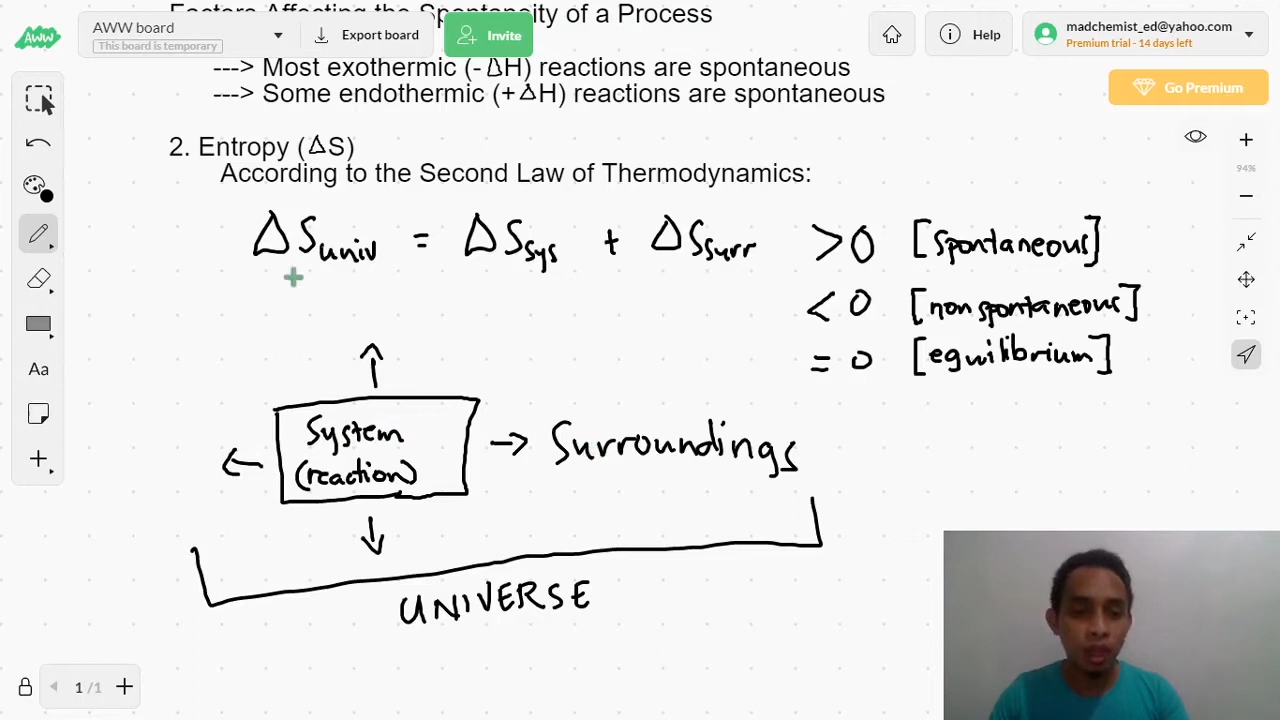 Factors Affecting the Spontaneity of a Process
AWW board
This board is temporary
Export board
Invite
Help
madchemist_ed@yahoo.com
Premium trial - 14 days left
AWW
---> Most exothermic (-ΔH) reactions are spontaneous
---> Some endothermic (+ΔH) reactions are spontaneous
Go Premium
2. Entropy (ΔS)
According to the Second Law of Thermodynamics:
94%
ΔSuniv = ΔSsys + ΔSsurr >0 [spontaneous]
<0 [nonspontaneous]
=0 [equilibrium]
Aa
System
(reaction)
Surroundings
UNIVERSE
1/1